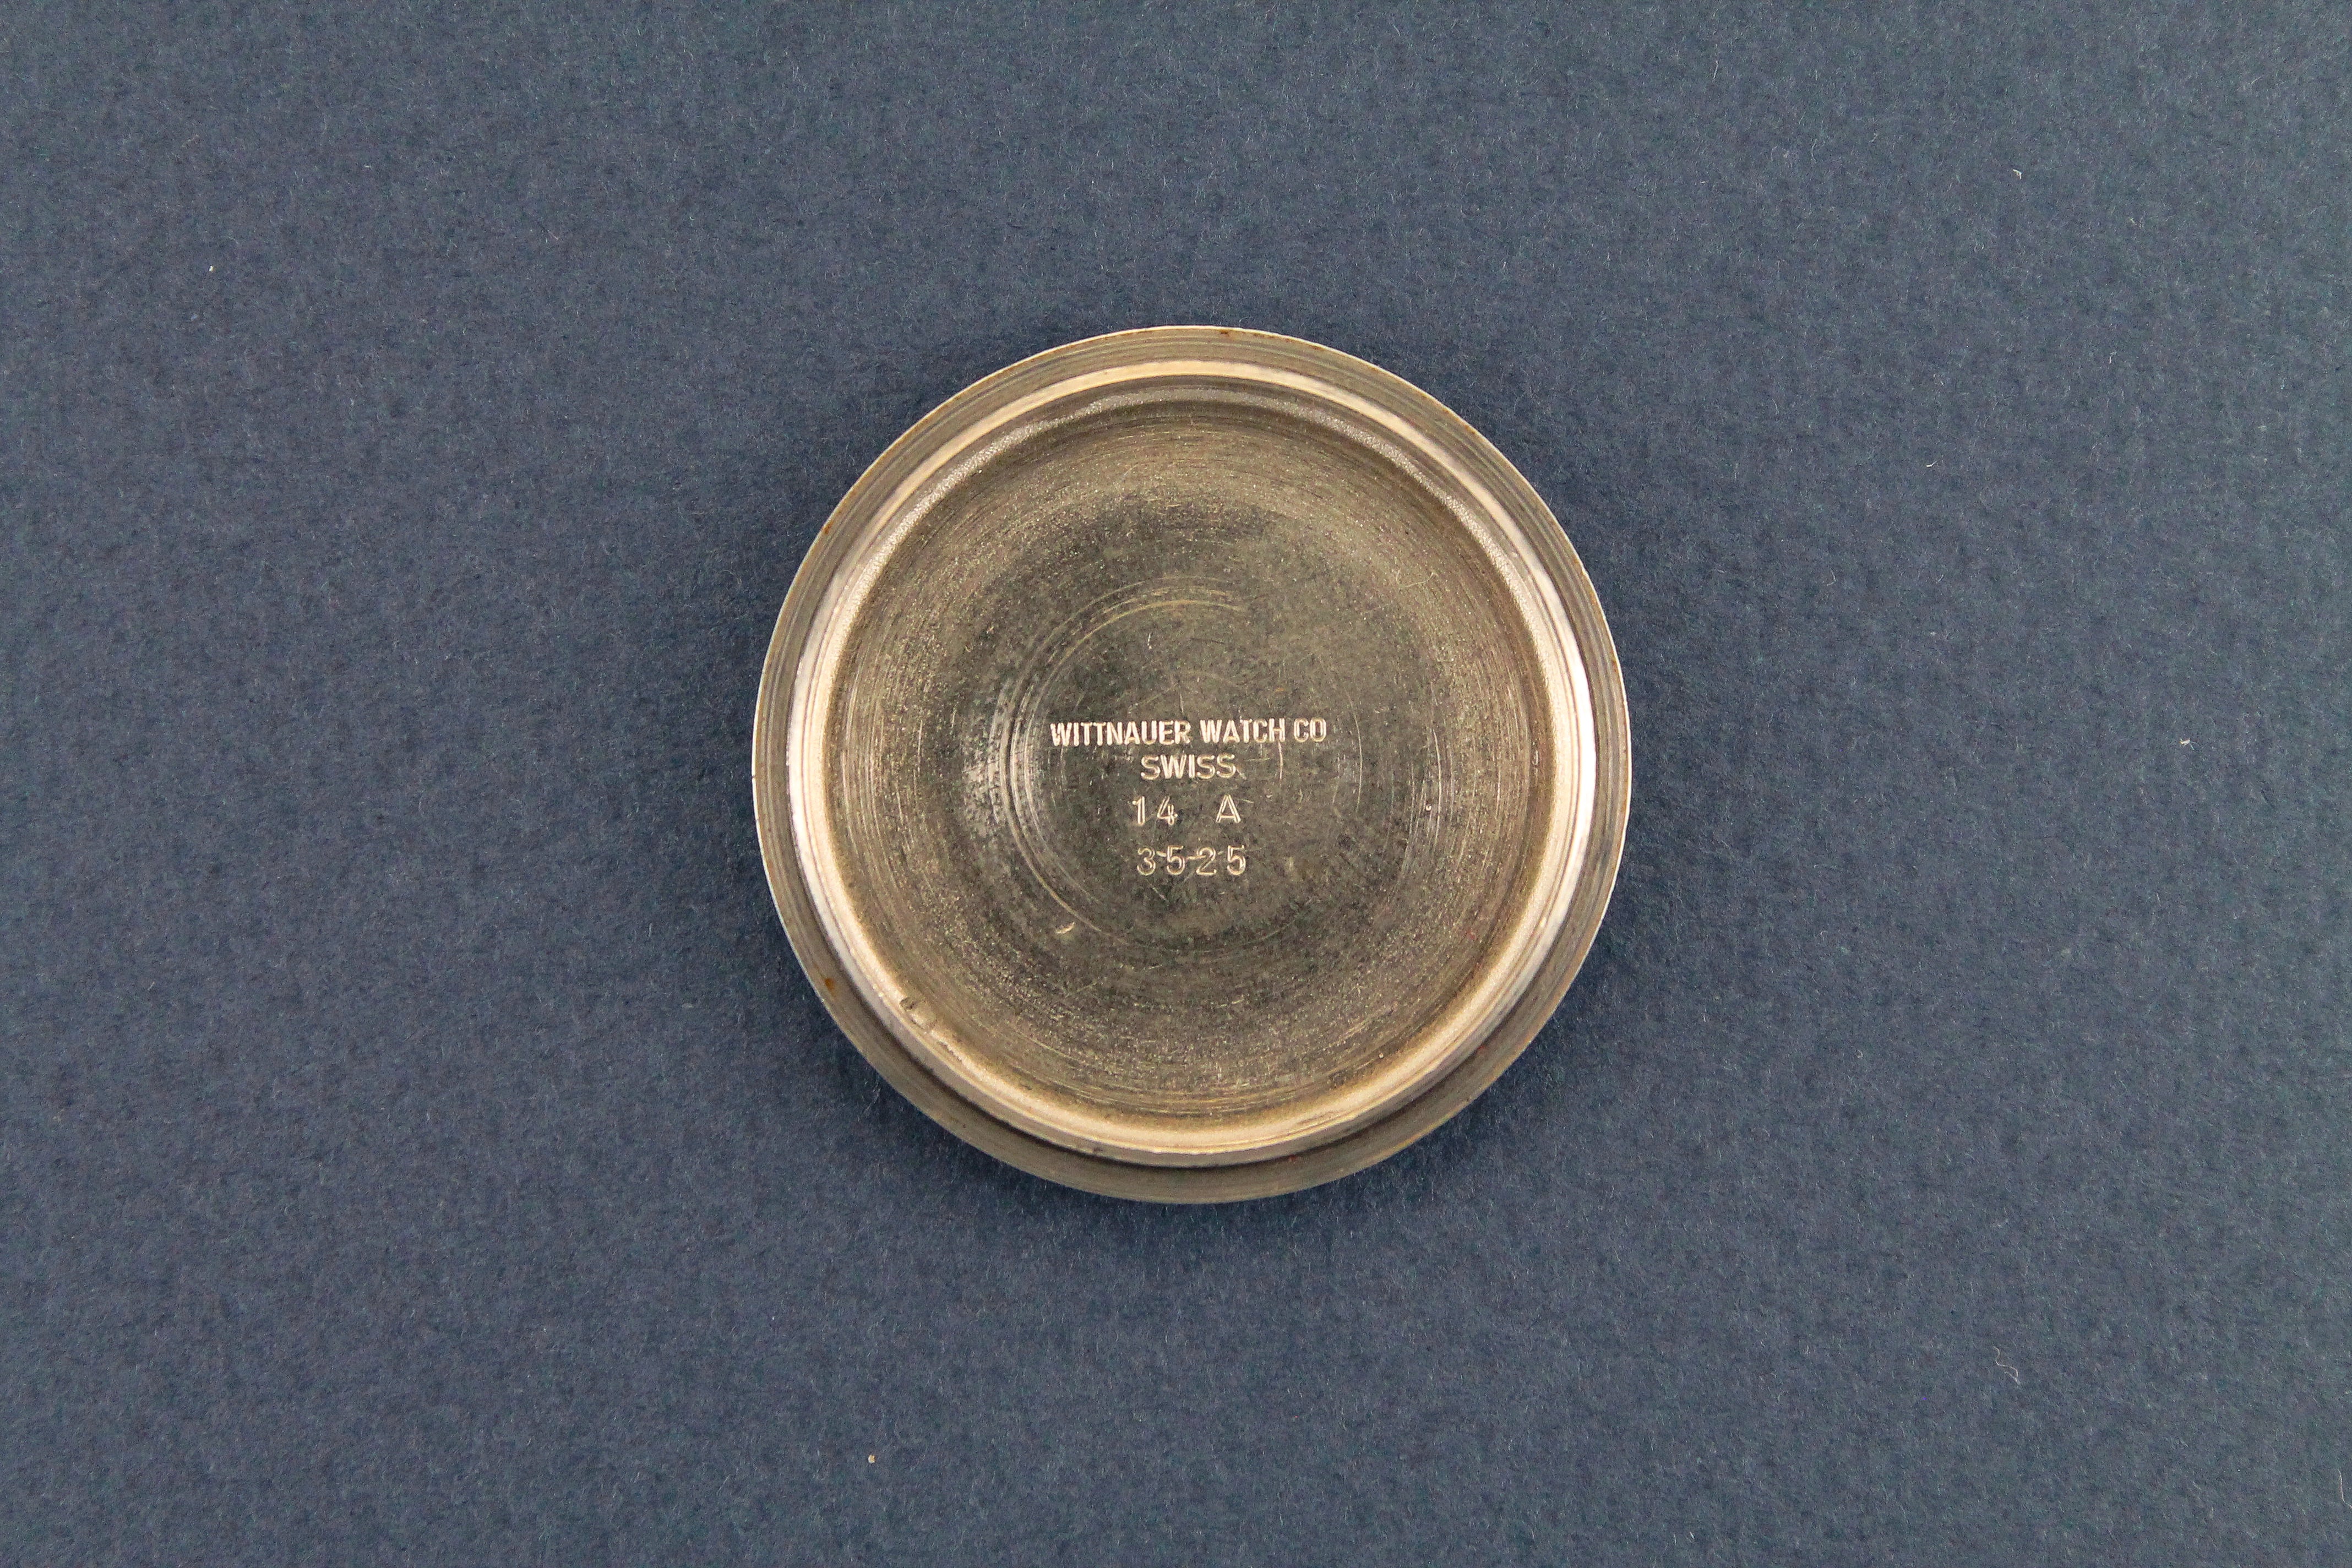 WITTNAUER WATCH CO
SWISS
14 A
3525